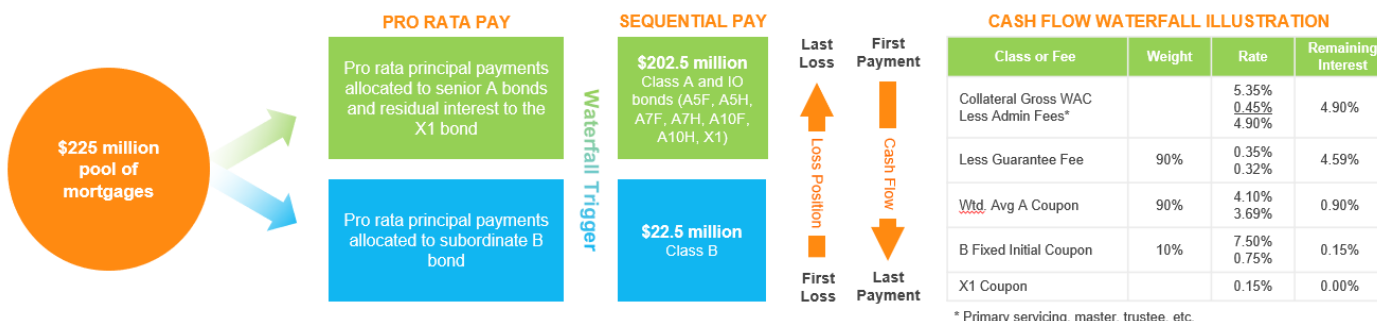 PRO RATA PAY
SEQUENTIAL PAY
CASH FLOW WATERFALL ILLUSTRATION
$225 million
pool of
mortgages
Pro rata principal payments
allocated to senior A bonds
and residual interest to the
X1 bond
Pro rata principal payments
allocated to subordinate B
bond
Waterfall Trigger
$202.5 million
Class A and IO
bonds (A5F, A5H,
A7F, A7H, A10F,
A10H, X1)
$22.5 million
Class B
Last
Loss
Loss Position
First
Loss
First
Payment
Cash Flow
Last
Payment
Class or Fee Weight Rate Remaining
Interest
Collateral Gross WAC 5.35%
Less Admin Fees* 0.45% 4.90%
4.90%
Less Guarantee Fee 90% 0.35% 4.59%
0.32%
Wtd. Avg A Coupon 90% 4.10% 0.90%
3.69%
B Fixed Initial Coupon 10% 7.50% 0.15%
0.75%
X1 Coupon 0.15% 0.00%
* Primary servicing, master, trustee, etc.